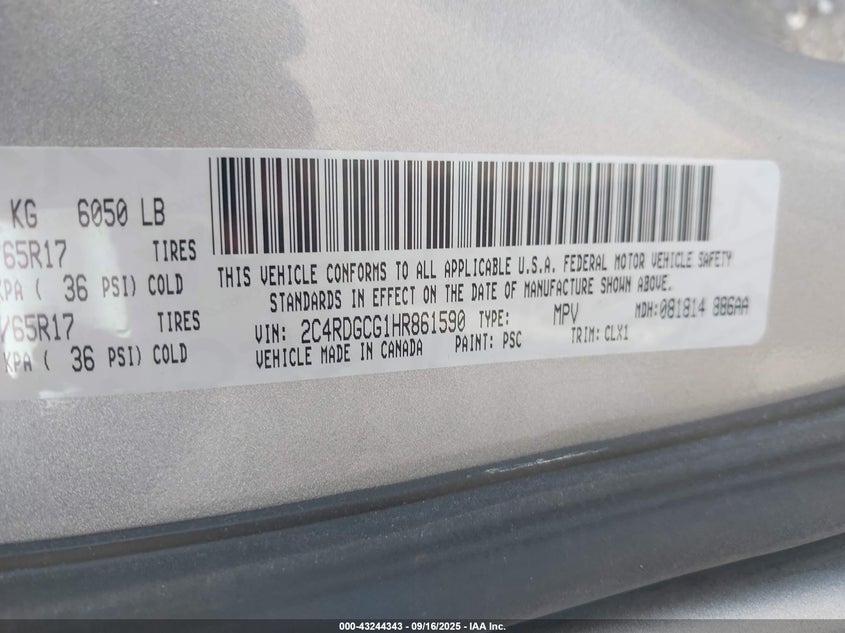 KG 6050 LB
65R17 TIRES
KPA ( 36 PSI) COLD
/65R17 TIRES
KPA ( 36 PSI) COLD
THIS VEHICLE CONFORMS TO ALL APPLICABLE U.S.A. FEDERAL MOTOR VEHICLE SAFETY
STANDARDS IN EFFECT ON THE DATE OF MANUFACTURE SHOWN ABOVE.
VIN: 2C4RDGCG1HR861590 TYPE: MPV MDH:081814 886AA
VEHICLE MADE IN CANADA PAINT: PSC TRIM: CLX1
000-43244343 - 09/16/2025 - IAA Inc.